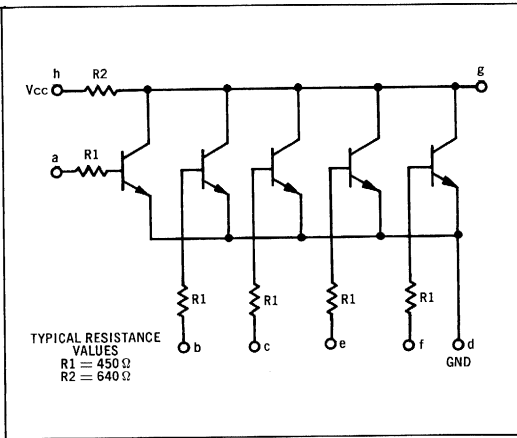 h
R2
g
Vcc
a
R1
R1
R1
R1
R1
b
c
e
f
d
GND
TYPICAL RESISTANCE
VALUES
R1 = 450 Ω
R2 = 640 Ω